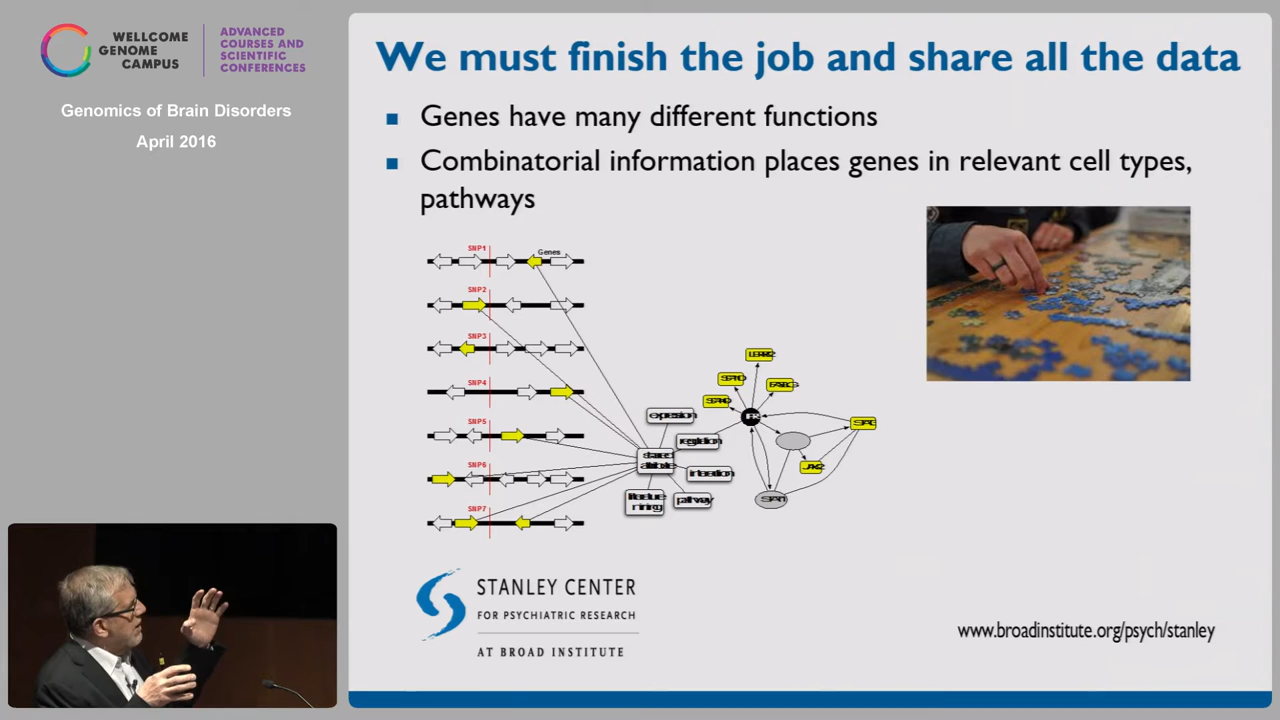 WELLCOME
GENOME
CAMPUS
ADVANCED
COURSES AND
SCIENTIFIC
CONFERENCES
Genomics of Brain Disorders
April 2016
We must finish the job and share all the data
Genes have many different functions
Combinatorial information places genes in relevant cell types,
pathways
SNP1
Genes
SNP2
SNP3
SNP4
SNP5
SNP6
SNP7
expression
regulation
shared
attribute
interaction
literature
mining
pathway
JAK2
STANLEY CENTER
FOR PSYCHIATRIC RESEARCH
AT BROAD INSTITUTE
www.broadinstitute.org/psych/stanley